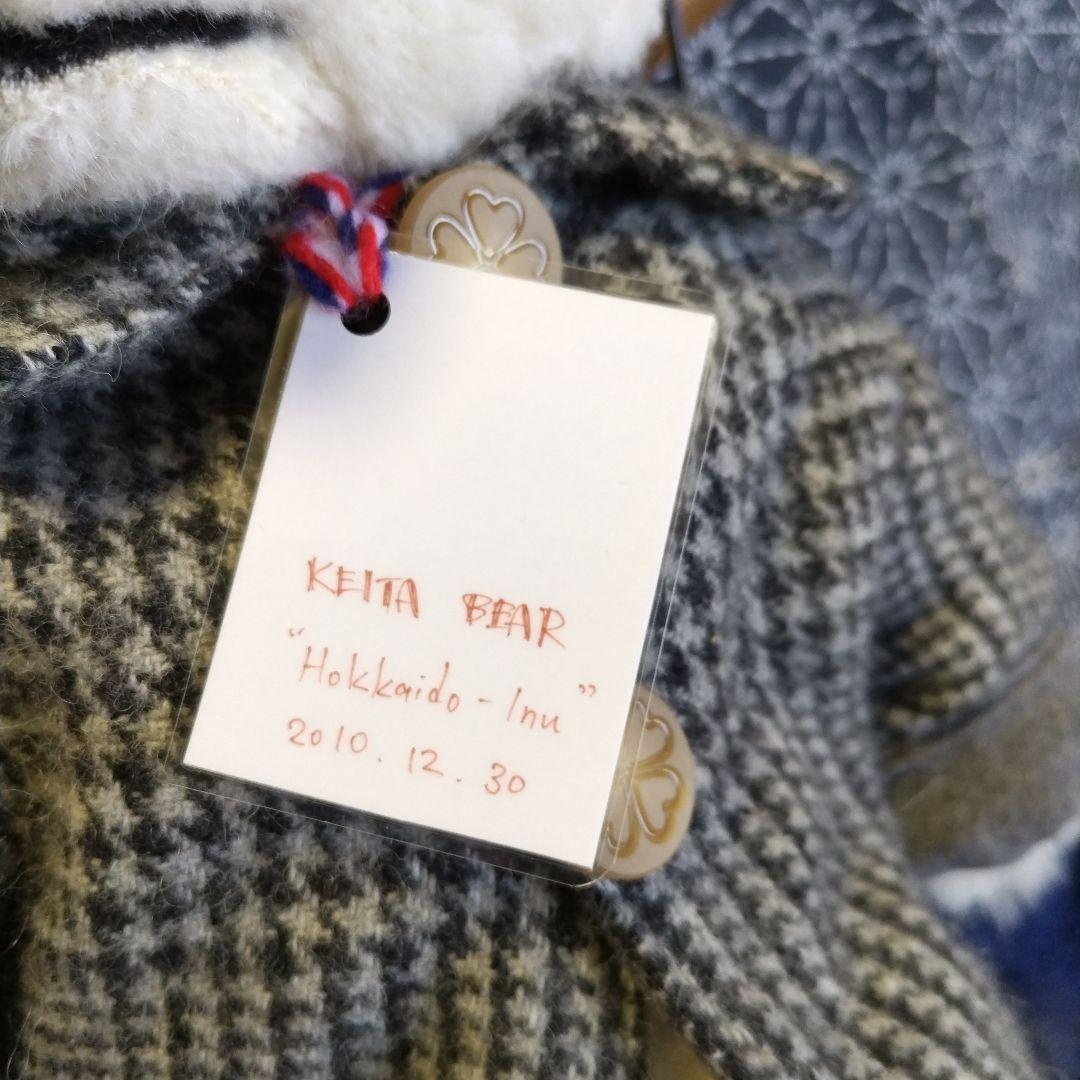 KEITA BEAR
"Hokkaido-Inu"
2010.12.30